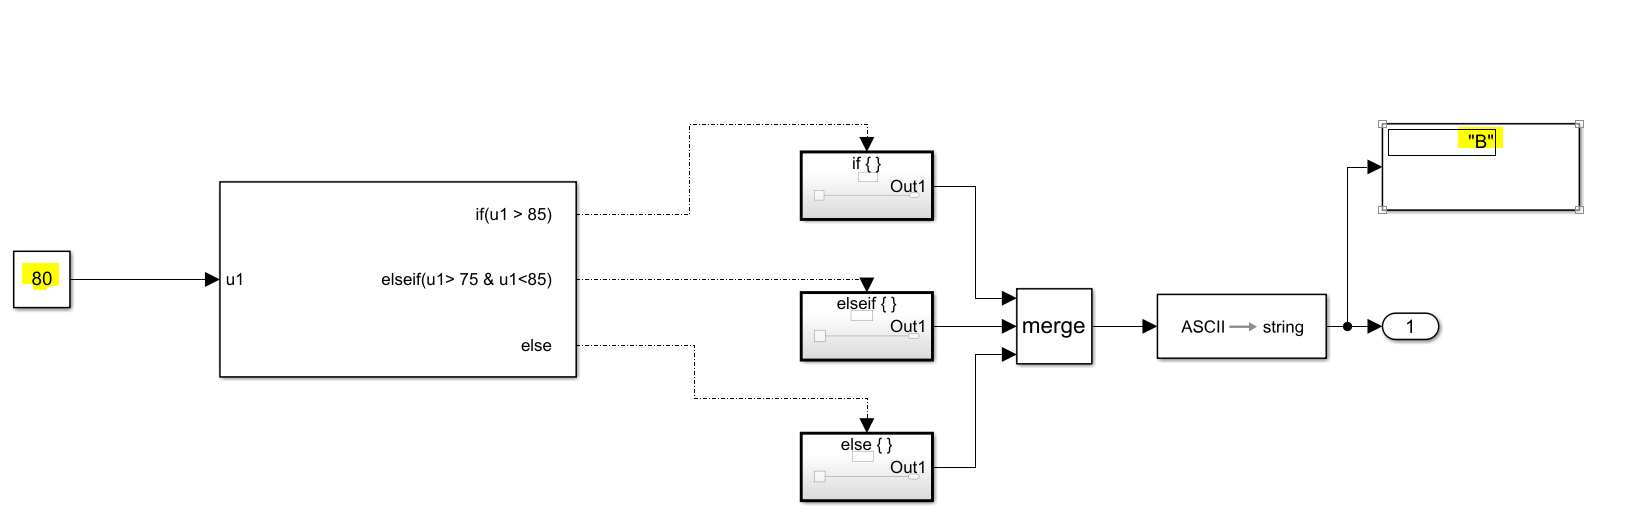 80
u1
if(u1 > 85)
elseif(u1> 75 & u1<85)
else
if { }
Out1
elseif { }
Out1
else { }
Out1
merge
ASCII string
"B"
1